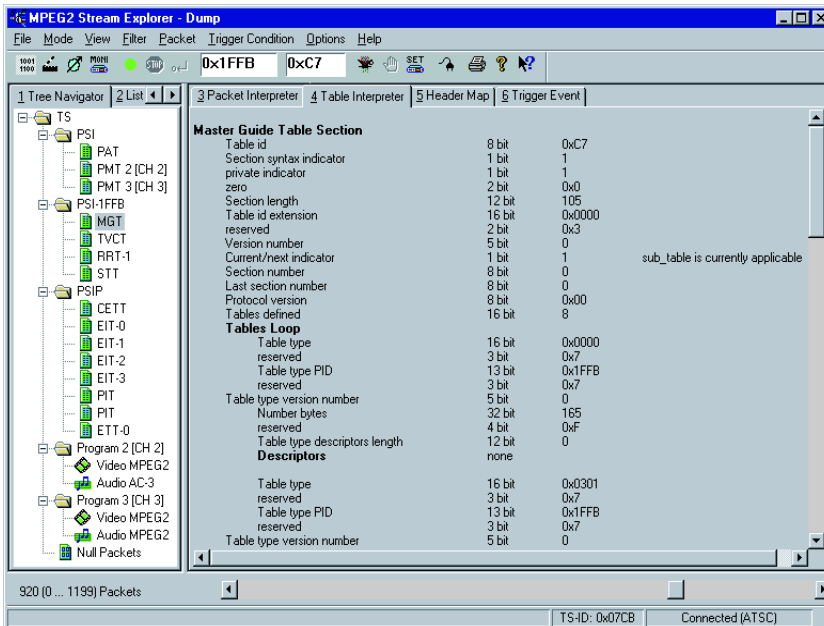 MPEG2 Stream Explorer - Dump
File Mode View Filter Packet Trigger Condition Options Help
1001 1100 MONI STOP 0x1FFB 0xC7 SET
1 Tree Navigator 2 List
3 Packet Interpreter 4 Table Interpreter 5 Header Map 6 Trigger Event
TS
PSI
PAT
PMT 2 [CH 2]
PMT 3 [CH 3]
PSI-1FFB
MGT
TVCT
RRT-1
STT
PSIP
CETT
EIT-0
EIT-1
EIT-2
EIT-3
PIT
PIT
ETT-0
Program 2 [CH 2]
Video MPEG2
Audio AC-3
Program 3 [CH 3]
Video MPEG2
Audio MPEG2
Null Packets
Master Guide Table Section
Table id 8 bit 0xC7
Section syntax indicator 1 bit 1
private indicator 1 bit 1
zero 2 bit 0x0
Section length 12 bit 105
Table id extension 16 bit 0x0000
reserved 2 bit 0x3
Version number 5 bit 0
Current/next indicator 1 bit 1 sub_table is currently applicable
Section number 8 bit 0
Last section number 8 bit 0
Protocol version 8 bit 0x00
Tables defined 16 bit 8
Tables Loop
Table type 16 bit 0x0000
reserved 3 bit 0x7
Table type PID 13 bit 0x1FFB
reserved 3 bit 0x7
Table type version number 5 bit 0
Number bytes 32 bit 165
reserved 4 bit 0xF
Table type descriptors length 12 bit 0
Descriptors none
Table type 16 bit 0x0301
reserved 3 bit 0x7
Table type PID 13 bit 0x1FFB
reserved 3 bit 0x7
Table type version number 5 bit 0
920 (0 ... 1199) Packets
TS-ID: 0x07CB Connected (ATSC)